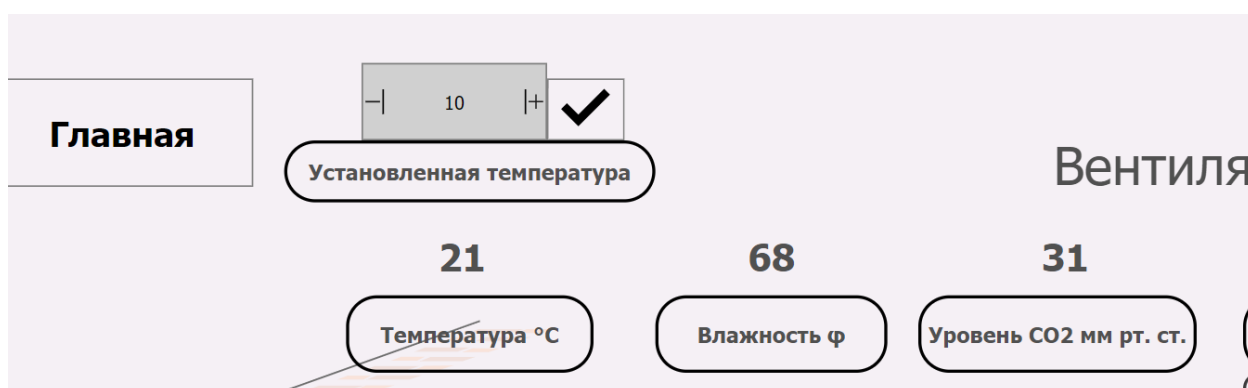 10
Главная
Установленная температура
Вентиля
21
68
31
Температура °C
Влажность φ
Уровень CO2 мм рт. ст.